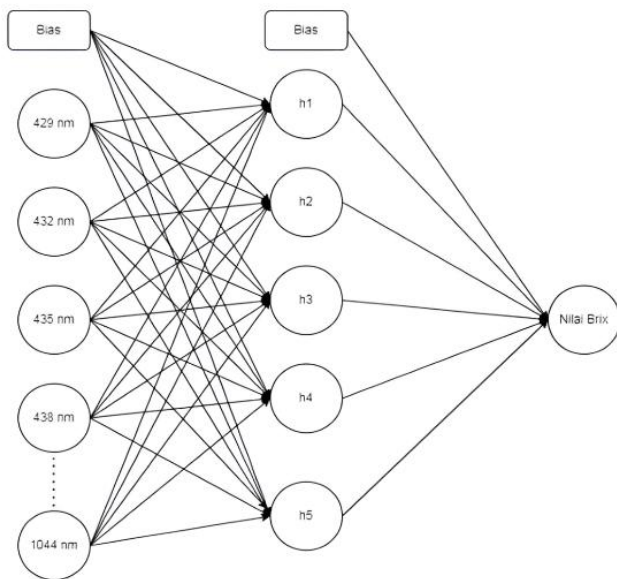 Bias
429 nm
432 nm
435 nm
438 nm
1044 nm
Bias
h1
h2
h3
h4
h5
Nilai Brix